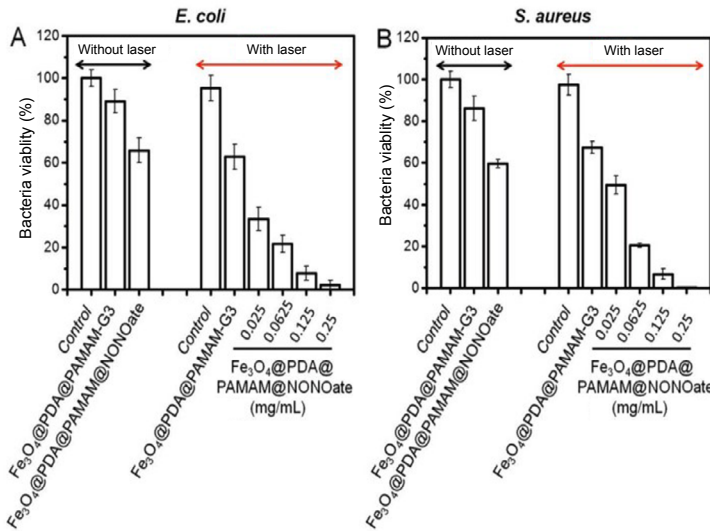 E. coli
A
Without laser
With laser
Bacteria viablity (%)
120
100
80
60
40
20
0
Control
Fe₃O₄@PDA@PAMAM-G3
Fe₃O₄@PDA@PAMAM@NONOate
Control
Fe₃O₄@PDA@PAMAM-G3
0.025
0.0625
0.125
0.25
Fe₃O₄@PDA@
PAMAM@NONOate
(mg/mL)
S. aureus
B
Without laser
With laser
Bacteria viablity (%)
120
100
80
60
40
20
0
Control
Fe₃O₄@PDA@PAMAM-G3
Fe₃O₄@PDA@PAMAM@NONOate
Control
Fe₃O₄@PDA@PAMAM-G3
0.025
0.0625
0.125
0.25
Fe₃O₄@PDA@
PAMAM@NONOate
(mg/mL)